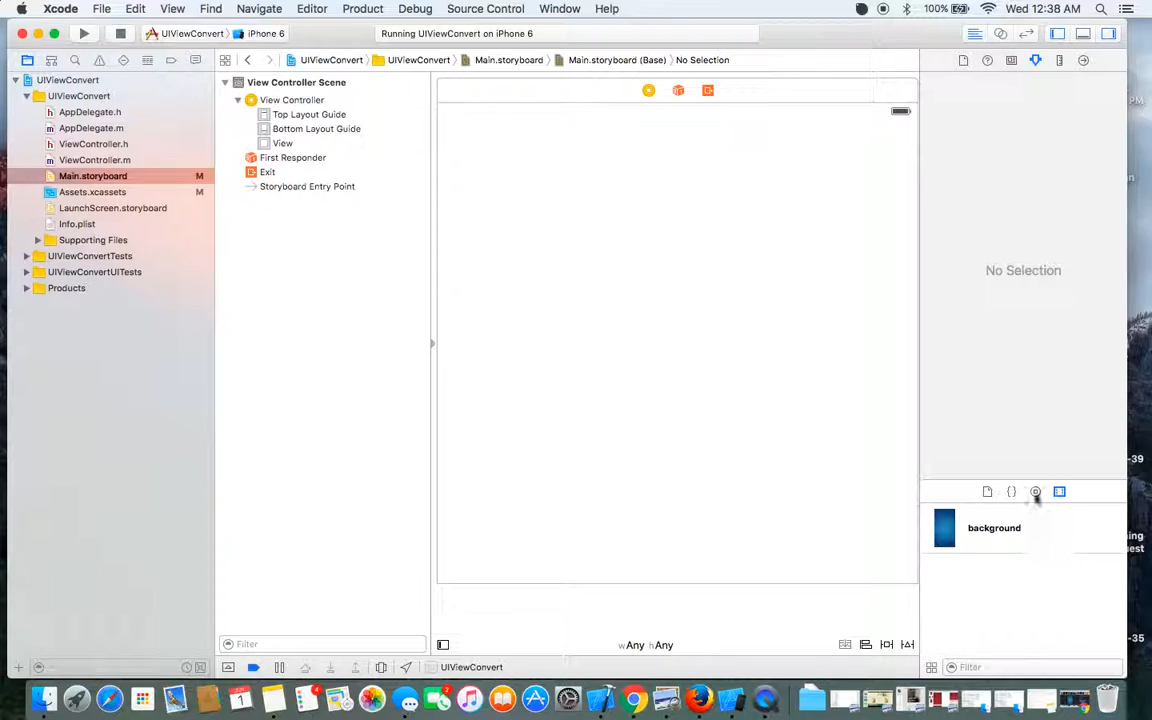 Xcode File Edit View Find Navigate Editor Product Debug Source Control Window Help 100% Wed 12:38 AM
UIViewConvert iPhone 6 Running UIViewConvert on iPhone 6
UIViewConvert UIViewConvert Main.storyboard Main.storyboard (Base) No Selection
UIViewConvert
UIViewConvert
AppDelegate.h
AppDelegate.m
ViewController.h
ViewController.m
Main.storyboard M
Assets.xcassets M
LaunchScreen.storyboard
Info.plist
Supporting Files
UIViewConvertTests
UIViewConvertUITests
Products
View Controller Scene
View Controller
Top Layout Guide
Bottom Layout Guide
View
First Responder
Exit
Storyboard Entry Point
No Selection
background
Filter
wAny hAny
UIViewConvert
Filter
PM
-39
-35